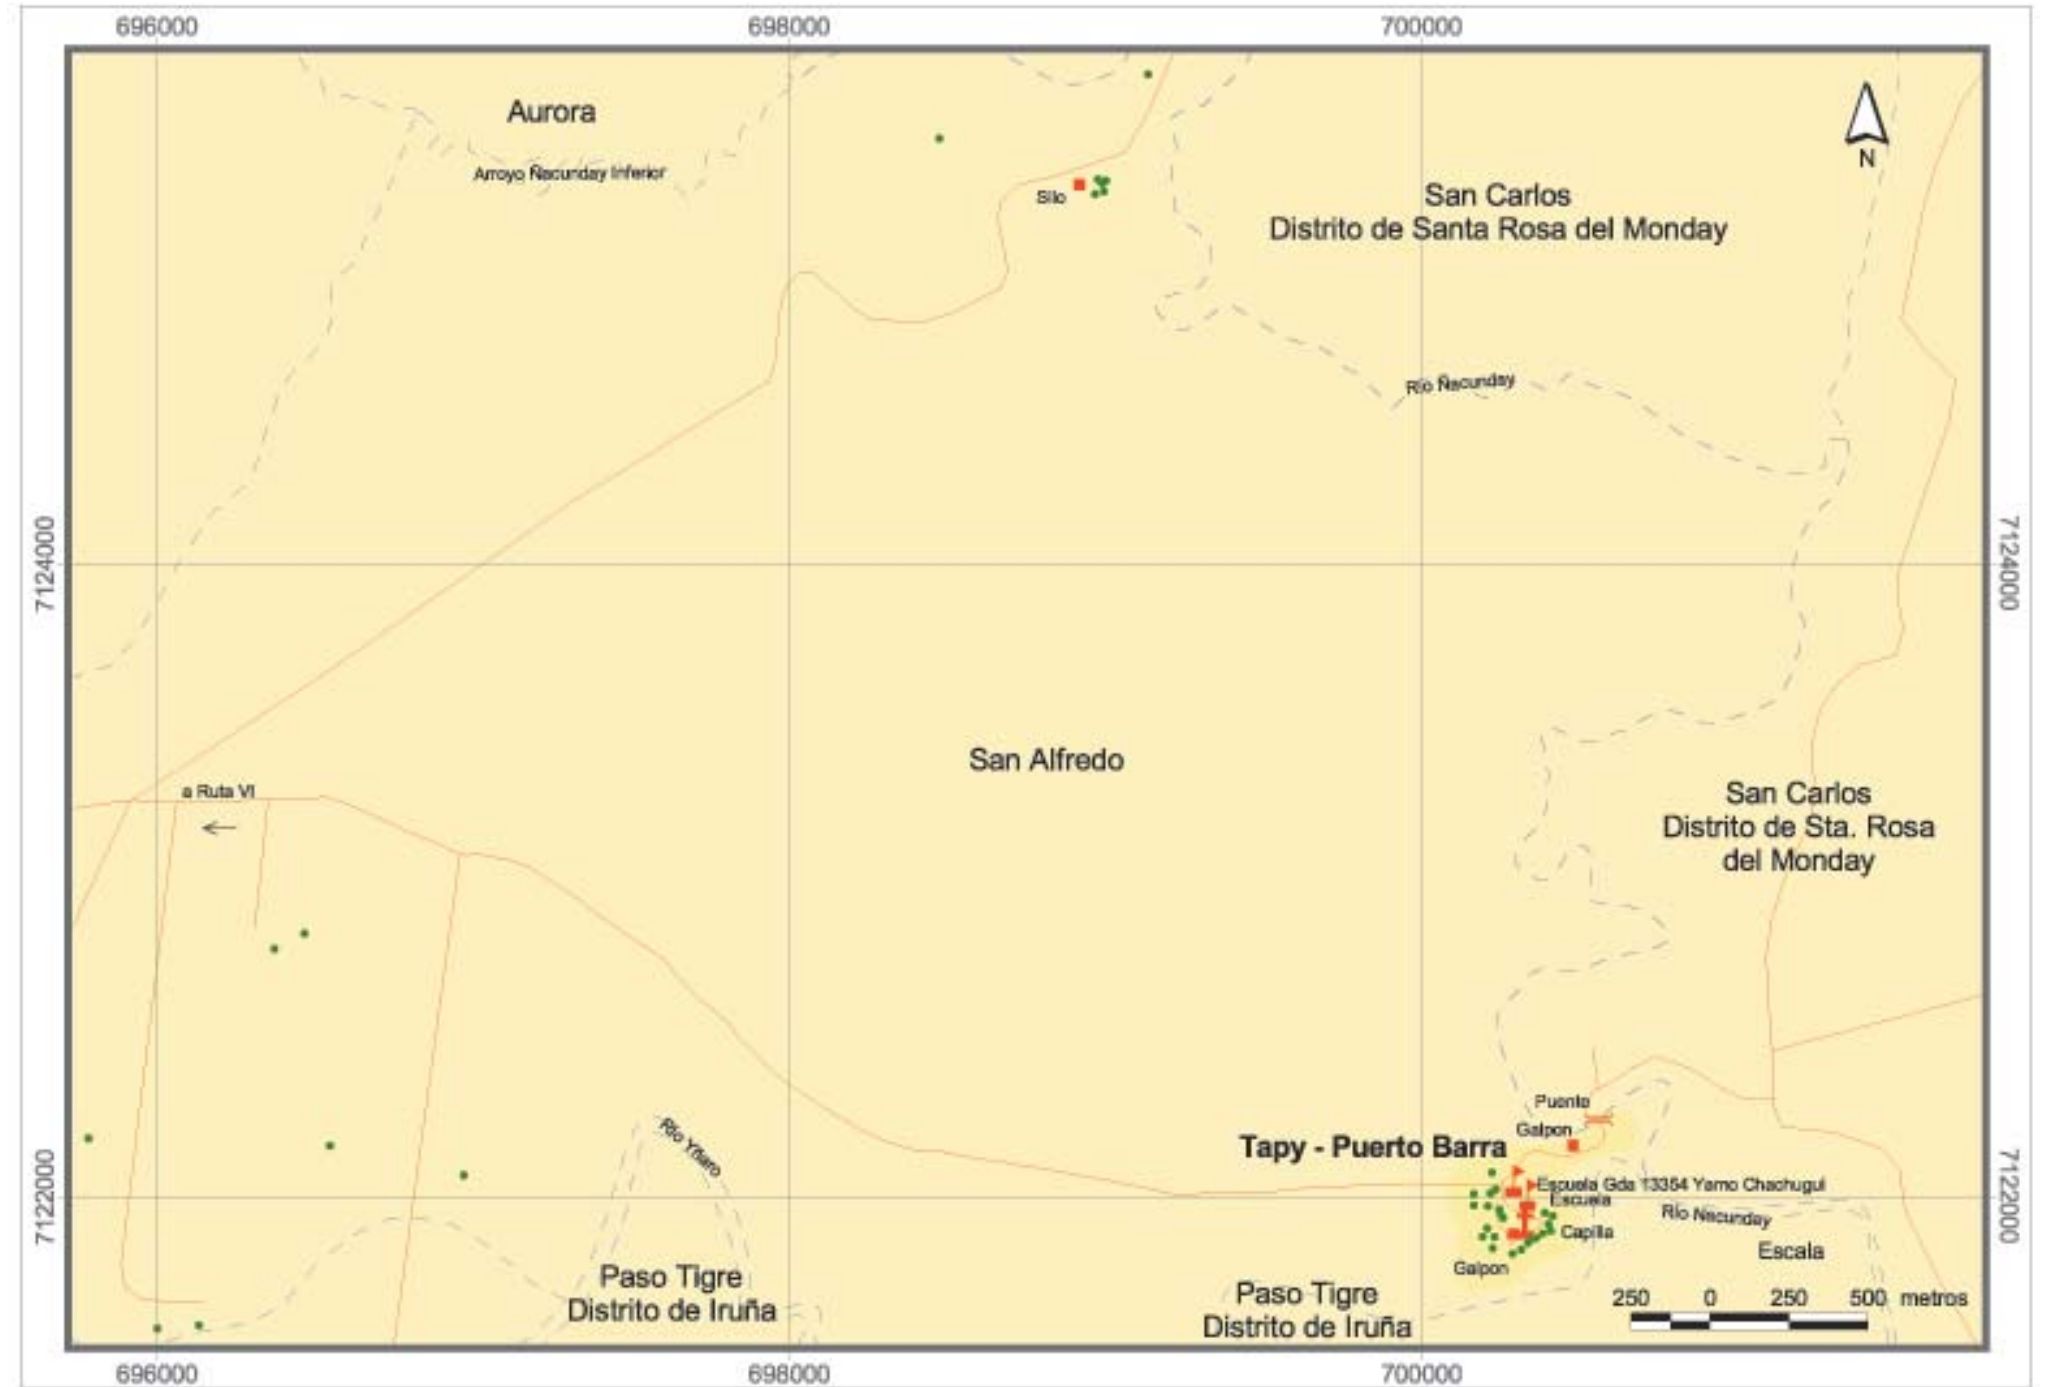 696000
698000
700000
Aurora
Arroyo Ñacunday Inferior
N
Silo
San Carlos
Distrito de Santa Rosa del Monday
Río Ñacunday
7124000
7124000
San Alfredo
a Ruta VI
San Carlos
Distrito de Sta. Rosa
del Monday
Puente
Galpon
Río Yñaro
Tapy - Puerto Barra
7122000
7122000
Escuela Gda 13354 Yamo Chachugui
Escuela
Río Nacunday
Capilla
Escala
Galpon
Paso Tigre
Distrito de Iruña
Paso Tigre
Distrito de Iruña
250 0 250 500 metros
696000
698000
700000